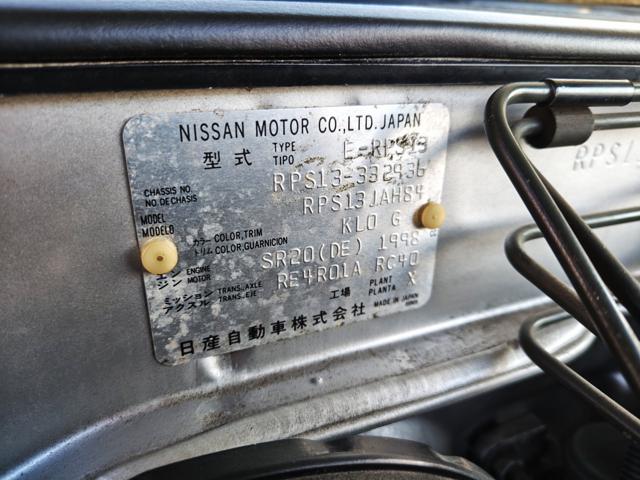 NISSAN MOTOR CO.,LTD. JAPAN
型式 TYPE TIPO E-RPS13
CHASSIS NO. NO. DE CHASIS RPS13-332936
MODEL MODELO RPS13JAH84
カラー トリム COLOR,TRIM COLOR,GUARNICION KL0 G
エンジン ENGINE MOTOR SR20(DE) 1998
ミッション アクスル TRANS.,AXLE TRANS.,EJE RE4R01A RC40
工場 PLANT PLANTA X
日産自動車株式会社 MADE IN JAPAN
RPS1